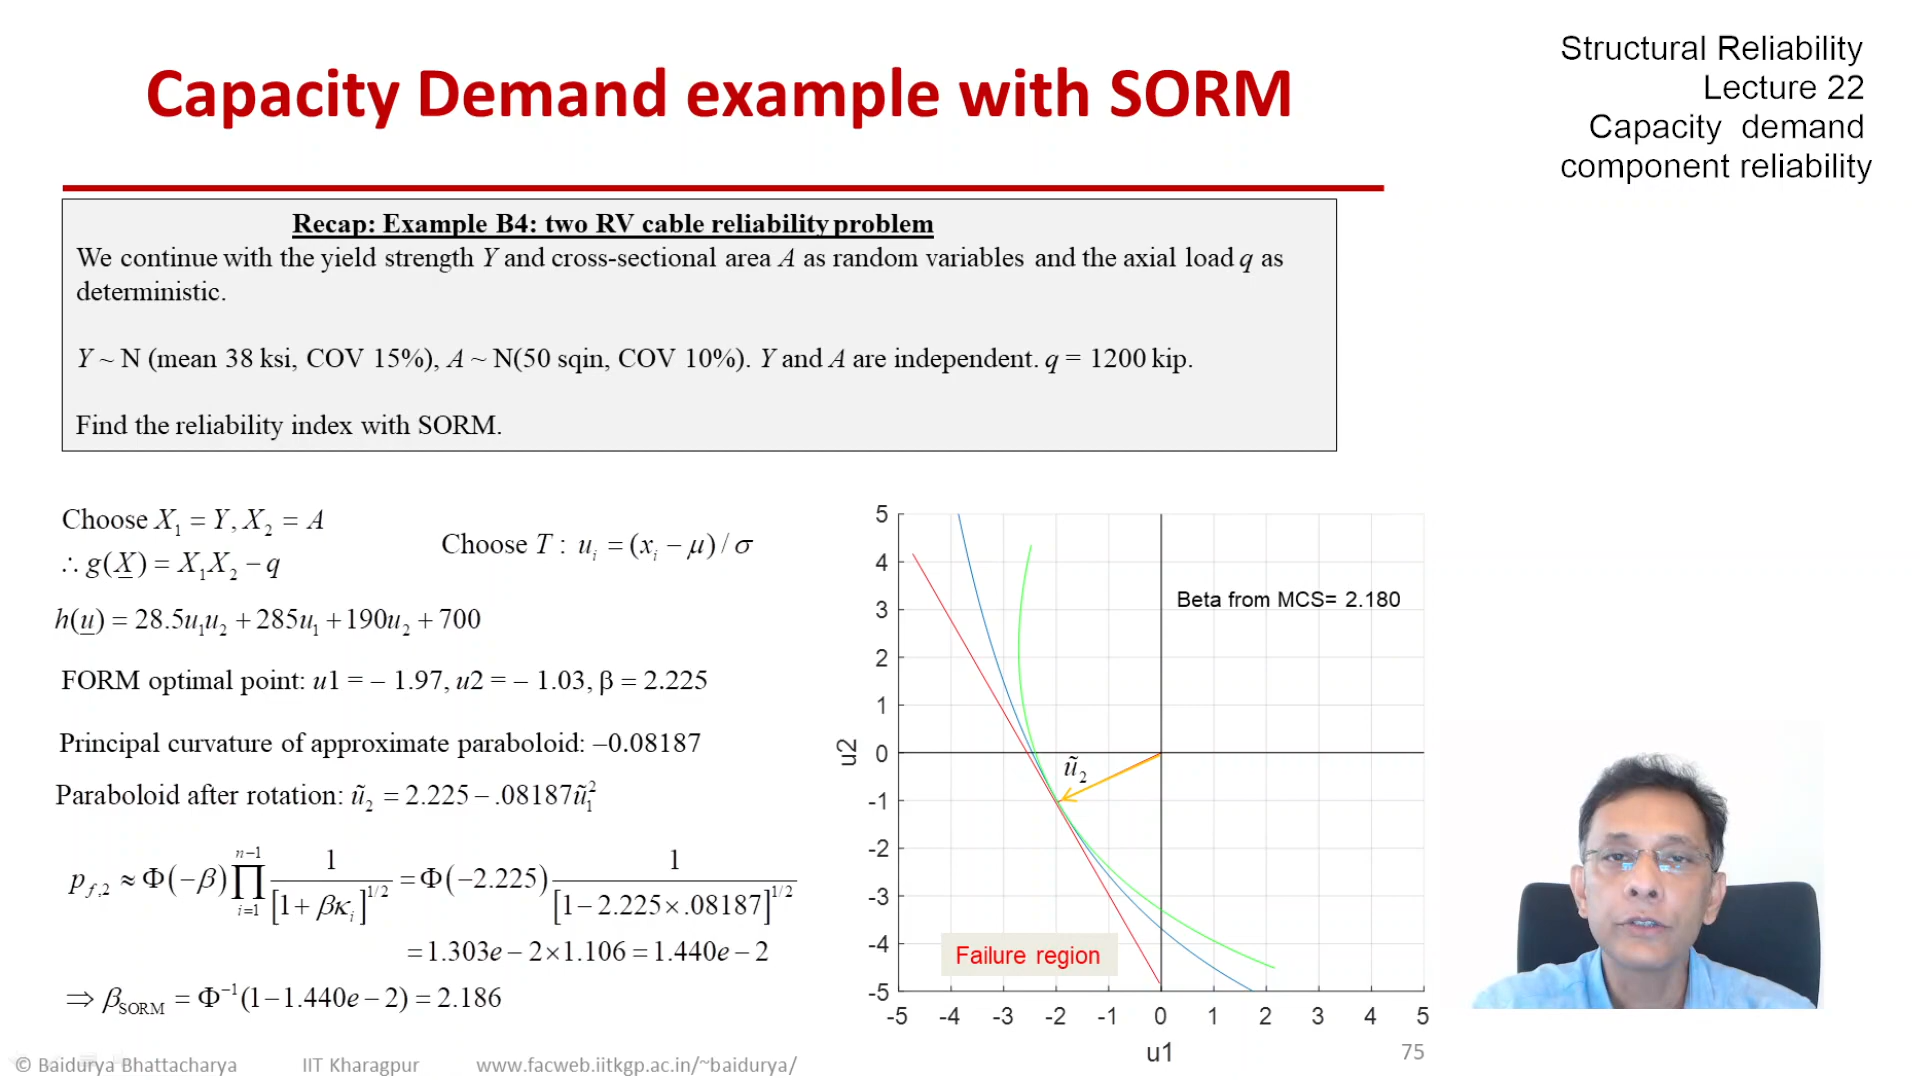 Capacity Demand example with SORM
Structural Reliability
Lecture 22
Capacity demand
component reliability
Recap: Example B4: two RV cable reliability problem
We continue with the yield strength Y and cross-sectional area A as random variables and the axial load q as
deterministic.
Y ~ N (mean 38 ksi, COV 15%), A ~ N(50 sqin, COV 10%). Y and A are independent. q = 1200 kip.
Find the reliability index with SORM.
Choose X₁ = Y, X₂ = A
∴ g(X) = X₁X₂ − q
Choose T : uᵢ = (xᵢ − μ) / σ
h(u) = 28.5u₁u₂ + 285u₁ + 190u₂ + 700
FORM optimal point: u1 = − 1.97, u2 = − 1.03, β = 2.225
Principal curvature of approximate paraboloid: –0.08187
Paraboloid after rotation: ũ₂ = 2.225 − .08187ũ₁²
p_{f,2} ≈ Φ(−β) ∏_{i=1}^{n−1} 1 / [1 + βκᵢ]^{1/2} = Φ(−2.225) 1 / [1 − 2.225×.08187]^{1/2}
= 1.303e − 2×1.106 = 1.440e − 2
⇒ β_SORM = Φ⁻¹(1 − 1.440e − 2) = 2.186
5
4
3
2
1
0
-1
-2
-3
-4
-5
u2
Beta from MCS= 2.180
ũ₂
Failure region
-5 -4 -3 -2 -1 0 1 2 3 4 5
u1
75
© Baidurya Bhattacharya IIT Kharagpur www.facweb.iitkgp.ac.in/~baidurya/